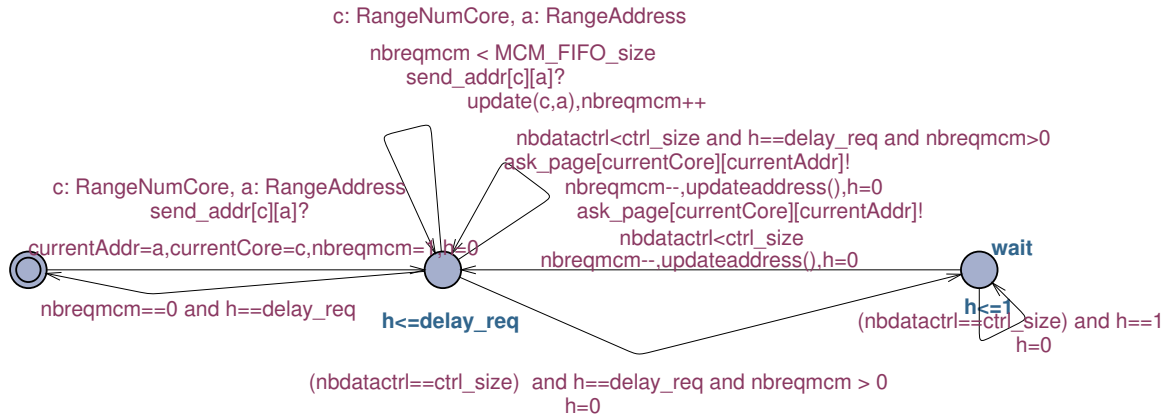 c: RangeNumCore, a: RangeAddress
nbreqmcm < MCM_FIFO_size
send_addr[c][a]?
update(c,a),nbreqmcm++
nbdatactrl<ctrl_size and h==delay_req and nbreqmcm>0
ask_page[currentCore][currentAddr]!
nbreqmcm--,updateaddress(),h=0
c: RangeNumCore, a: RangeAddress
send_addr[c][a]?
currentAddr=a,currentCore=c,nbreqmcm=1,h=0
ask_page[currentCore][currentAddr]!
nbdatactrl<ctrl_size
nbreqmcm--,updateaddress(),h=0
wait
nbreqmcm==0 and h==delay_req
h<=delay_req
h<=1
(nbdatactrl==ctrl_size) and h==1
h=0
(nbdatactrl==ctrl_size) and h==delay_req and nbreqmcm > 0
h=0